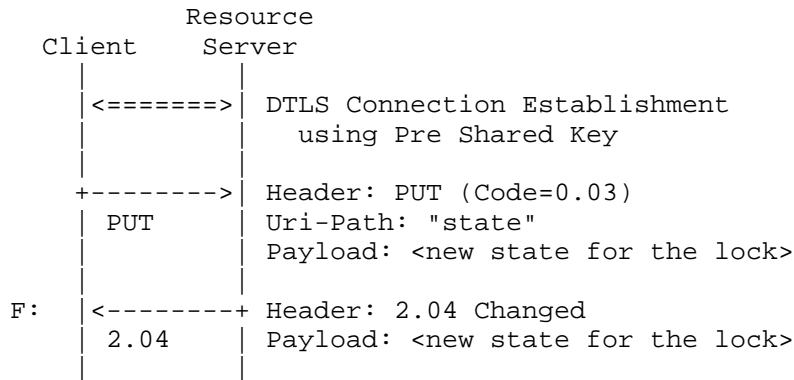 Resource
Client Server
DTLS Connection Establishment
using Pre Shared Key
Header: PUT (Code=0.03)
PUT Uri-Path: "state"
Payload: <new state for the lock>
F: Header: 2.04 Changed
2.04 Payload: <new state for the lock>